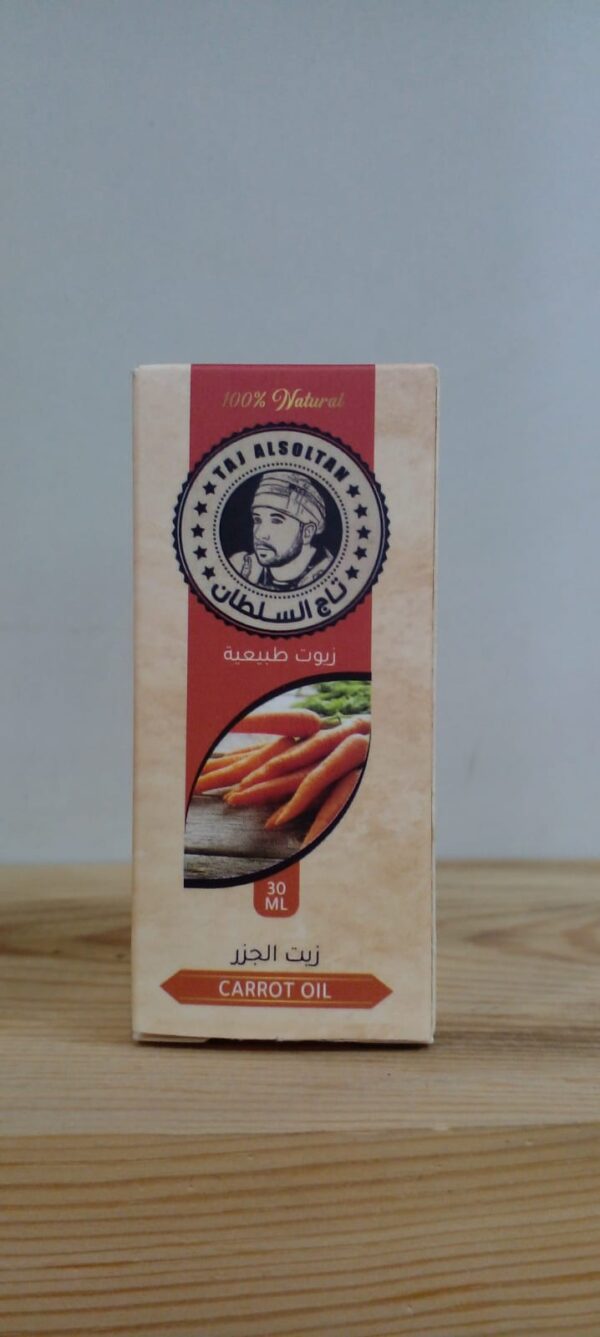 100% Natural
TAJ ALSOLTAN
تاج السلطان
زيوت طبيعية
30
ML
زيت الجزر
CARROT OIL